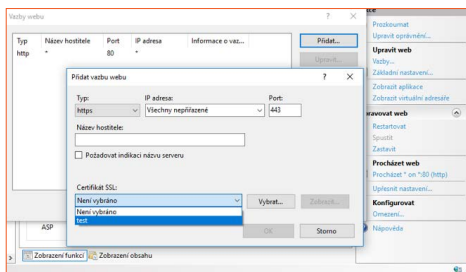 Vazby webu ? ×
Typ Název hostitele Port IP adresa Informace o vaz...
http * 80 *
Přidat...
Upravit...
Přidat vazbu webu ? ×
Typ: IP adresa: Port:
https Všechny nepřiřazené 443
Název hostitele:
Požadovat indikaci názvu serveru
Certifikát SSL:
Není vybráno Vybrat... Zobrazit...
Není vybráno
test
OK Storno
ASP
Zobrazení funkcí Zobrazení obsahu
Prozkoumat
Upravit oprávnění...
Upravit web
Vazby...
Základní nastavení...
Zobrazit aplikace
Zobrazit virtuální adresáře
Restartovat
Spustit
Zastavit
Procházet web
Procházet * on *:80 (http)
Upřesnit nastavení...
Konfigurovat
Omezení...
Nápověda